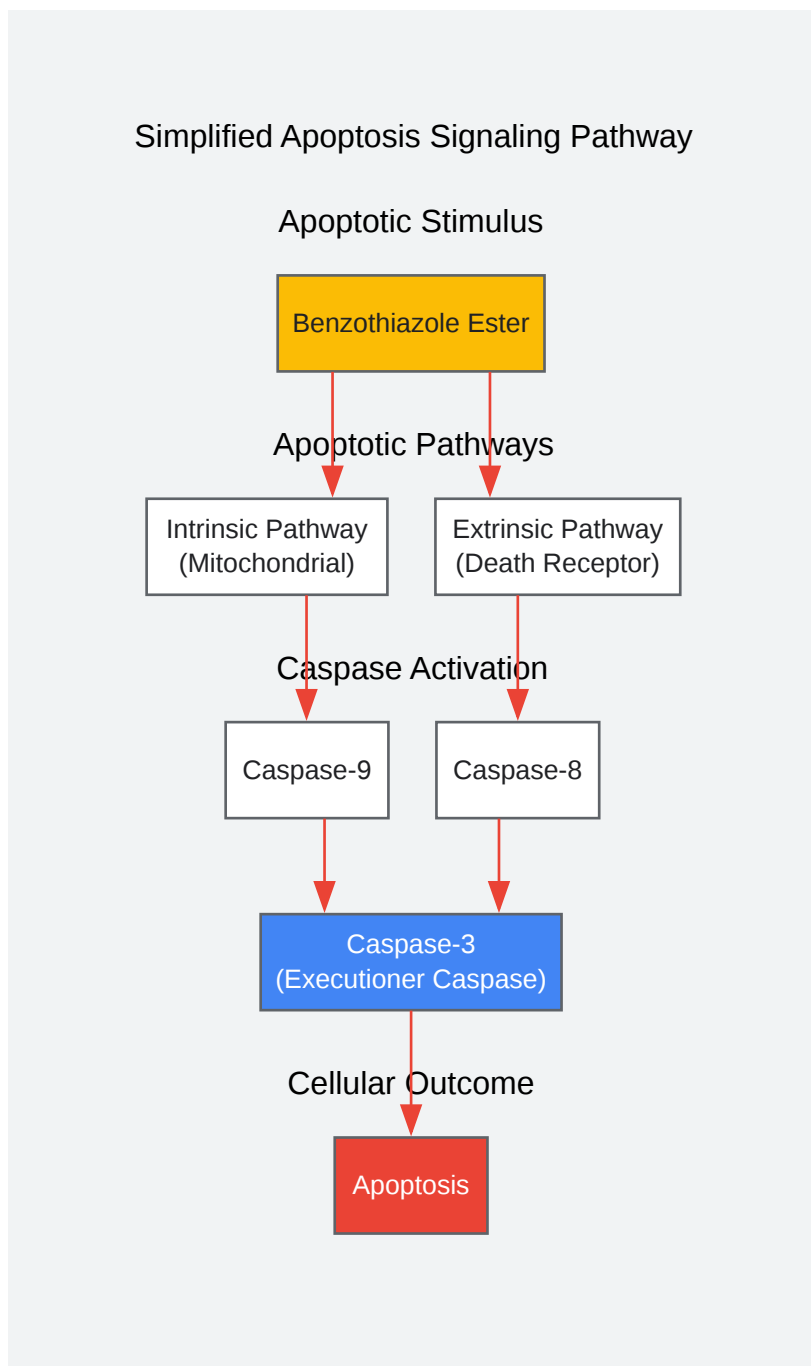 Simplified Apoptosis Signaling Pathway
Apoptotic Stimulus
Benzothiazole Ester
Apoptotic Pathways
Intrinsic Pathway
(Mitochondrial)
Extrinsic Pathway
(Death Receptor)
Caspase Activation
Caspase-9
Caspase-8
Caspase-3
(Executioner Caspase)
Cellular Outcome
Apoptosis